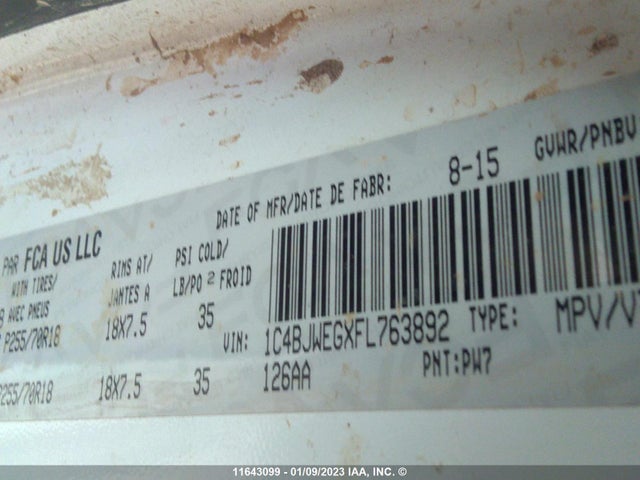 PAR FCA US LLC
DATE OF MFR/DATE DE FABR: 8-15 GVWR/PNBV
WITH TIRES/ RIMS AT/ PSI COLD/
AVEC PNEUS JANTES A LB/PO 2 FROID
P255/70R18 18X7.5 35
VIN: 1C4BJWEGXFL763892 TYPE: MPV/
P255/70R18 18X7.5 35 126AA PNT:PW7
11643099 - 01/09/2023 IAA, INC. ©